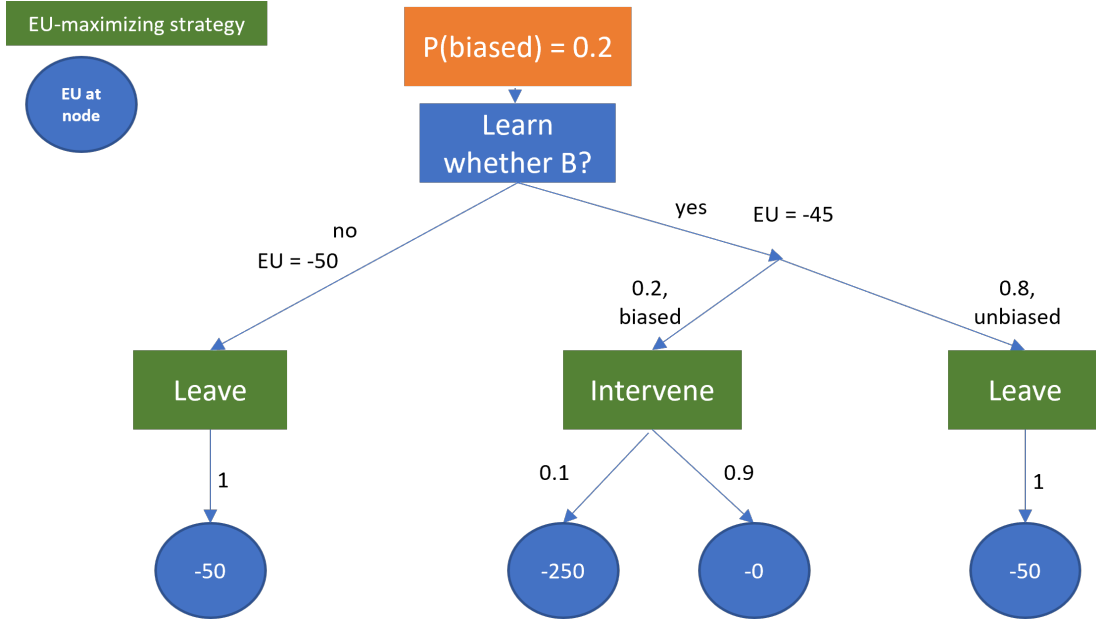 EU-maximizing strategy
P(biased) = 0.2
EU at
node
Learn
whether B?
no
EU = -50
yes
EU = -45
0.2,
biased
0.8,
unbiased
Leave
Intervene
Leave
1
0.1
0.9
1
-50
-250
-0
-50